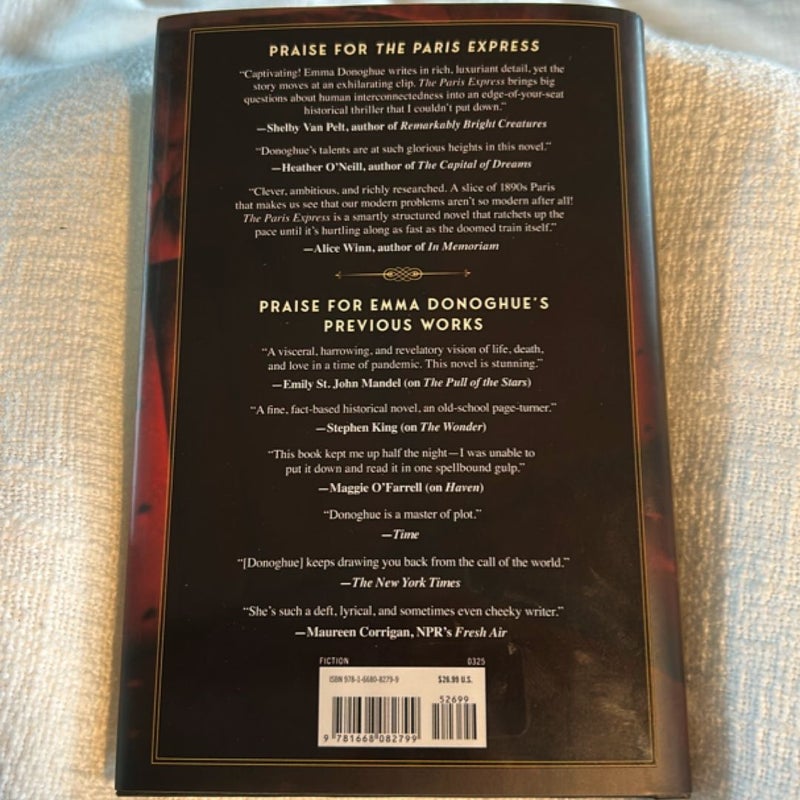 PRAISE FOR THE PARIS EXPRESS
“Captivating! Emma Donoghue writes in rich, luxuriant detail, yet the
story moves at an exhilarating clip. The Paris Express brings big
questions about human interconnectedness into an edge-of-your-seat
historical thriller that I couldn’t put down.”
—Shelby Van Pelt, author of Remarkably Bright Creatures
“Donoghue’s talents are at such glorious heights in this novel.”
—Heather O’Neill, author of The Capital of Dreams
“Clever, ambitious, and richly researched. A slice of 1890s Paris
that makes us see that our modern problems aren’t so modern after all!
The Paris Express is a smartly structured novel that ratchets up the
pace until it’s hurtling along as fast as the doomed train itself.”
—Alice Winn, author of In Memoriam
PRAISE FOR EMMA DONOGHUE’S
PREVIOUS WORKS
“A visceral, harrowing, and revelatory vision of life, death,
and love in a time of pandemic. This novel is stunning.”
—Emily St. John Mandel (on The Pull of the Stars)
“A fine, fact-based historical novel, an old-school page-turner.”
—Stephen King (on The Wonder)
“This book kept me up half the night—I was unable to
put it down and read it in one spellbound gulp.”
—Maggie O’Farrell (on Haven)
“Donoghue is a master of plot.”
—Time
“[Donoghue] keeps drawing you back from the call of the world.”
—The New York Times
“She’s such a deft, lyrical, and sometimes even cheeky writer.”
—Maureen Corrigan, NPR’s Fresh Air
FICTION 0325
ISBN 978-1-6680-8279-9 $26.99 U.S.
52699
9 781668 082799